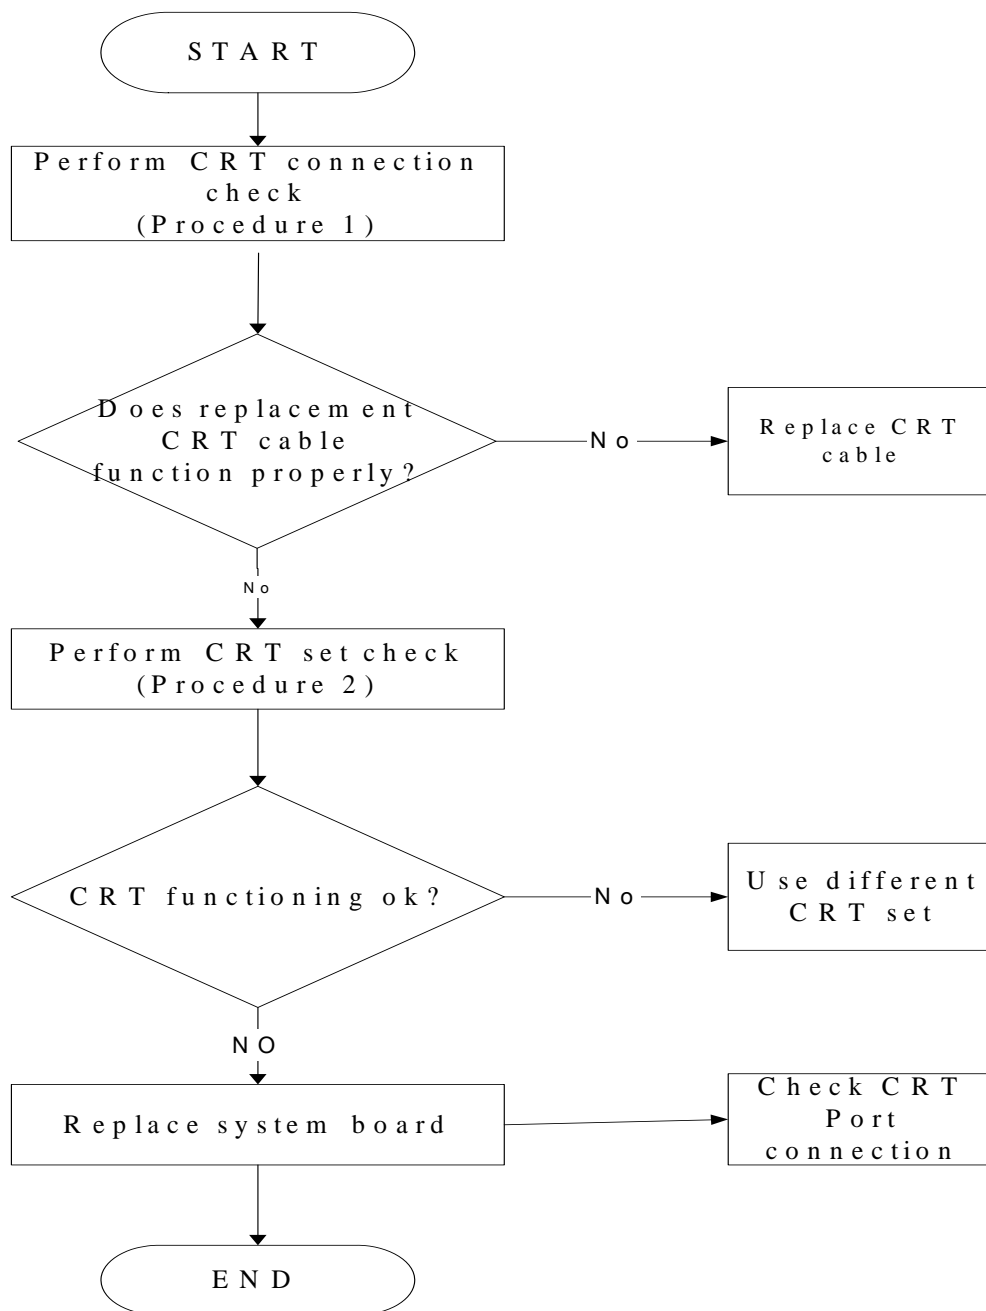 START
Perform CRT connection
check
(Procedure 1)
Does replacement
CRT cable
function properly?
No
Replace CRT
cable
No
Perform CRT set check
(Procedure 2)
CRT functioning ok?
No
Use different
CRT set
NO
Replace system board
Check CRT
Port
connection
END